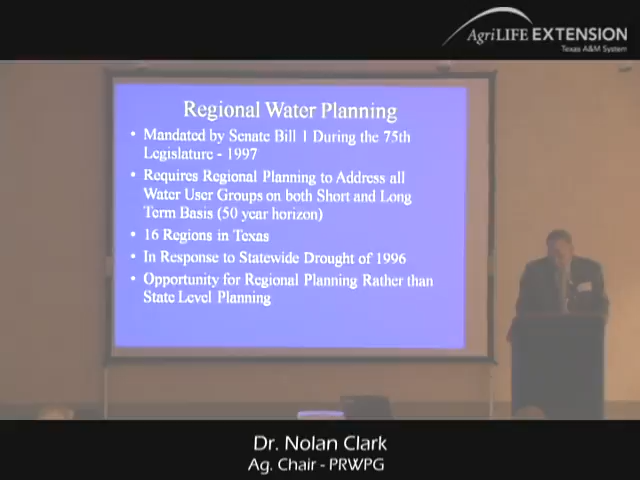 AgriLIFE EXTENSION
Texas A&M System
Regional Water Planning
• Mandated by Senate Bill 1 During the 75th
Legislature - 1997
• Requires Regional Planning to Address all
Water User Groups on both Short and Long
Term Basis (50 year horizon)
• 16 Regions in Texas
• In Response to Statewide Drought of 1996
• Opportunity for Regional Planning Rather than
State Level Planning
Dr. Nolan Clark
Ag. Chair - PRWPG